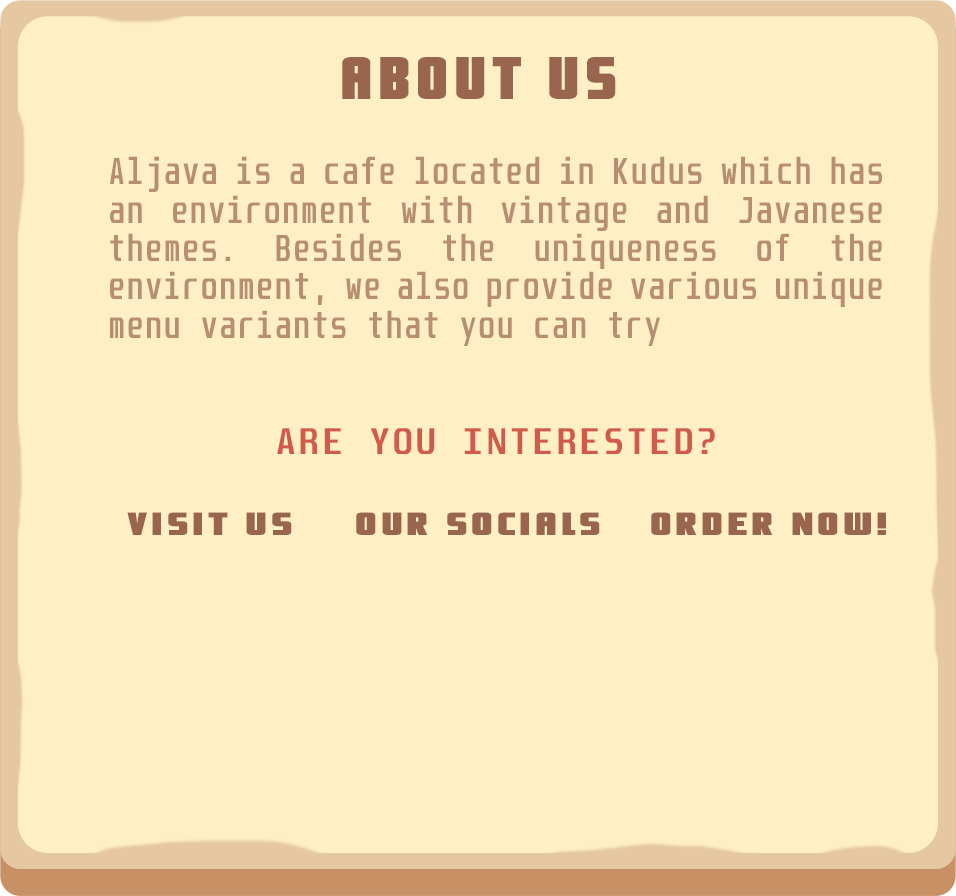 ABOUT US
Aljava is a cafe located in Kudus which has
an environment with vintage and Javanese
themes. Besides the uniqueness of the
environment, we also provide various unique
menu variants that you can try
ARE YOU INTERESTED?
VISIT US OUR SOCIALS ORDER NOW!